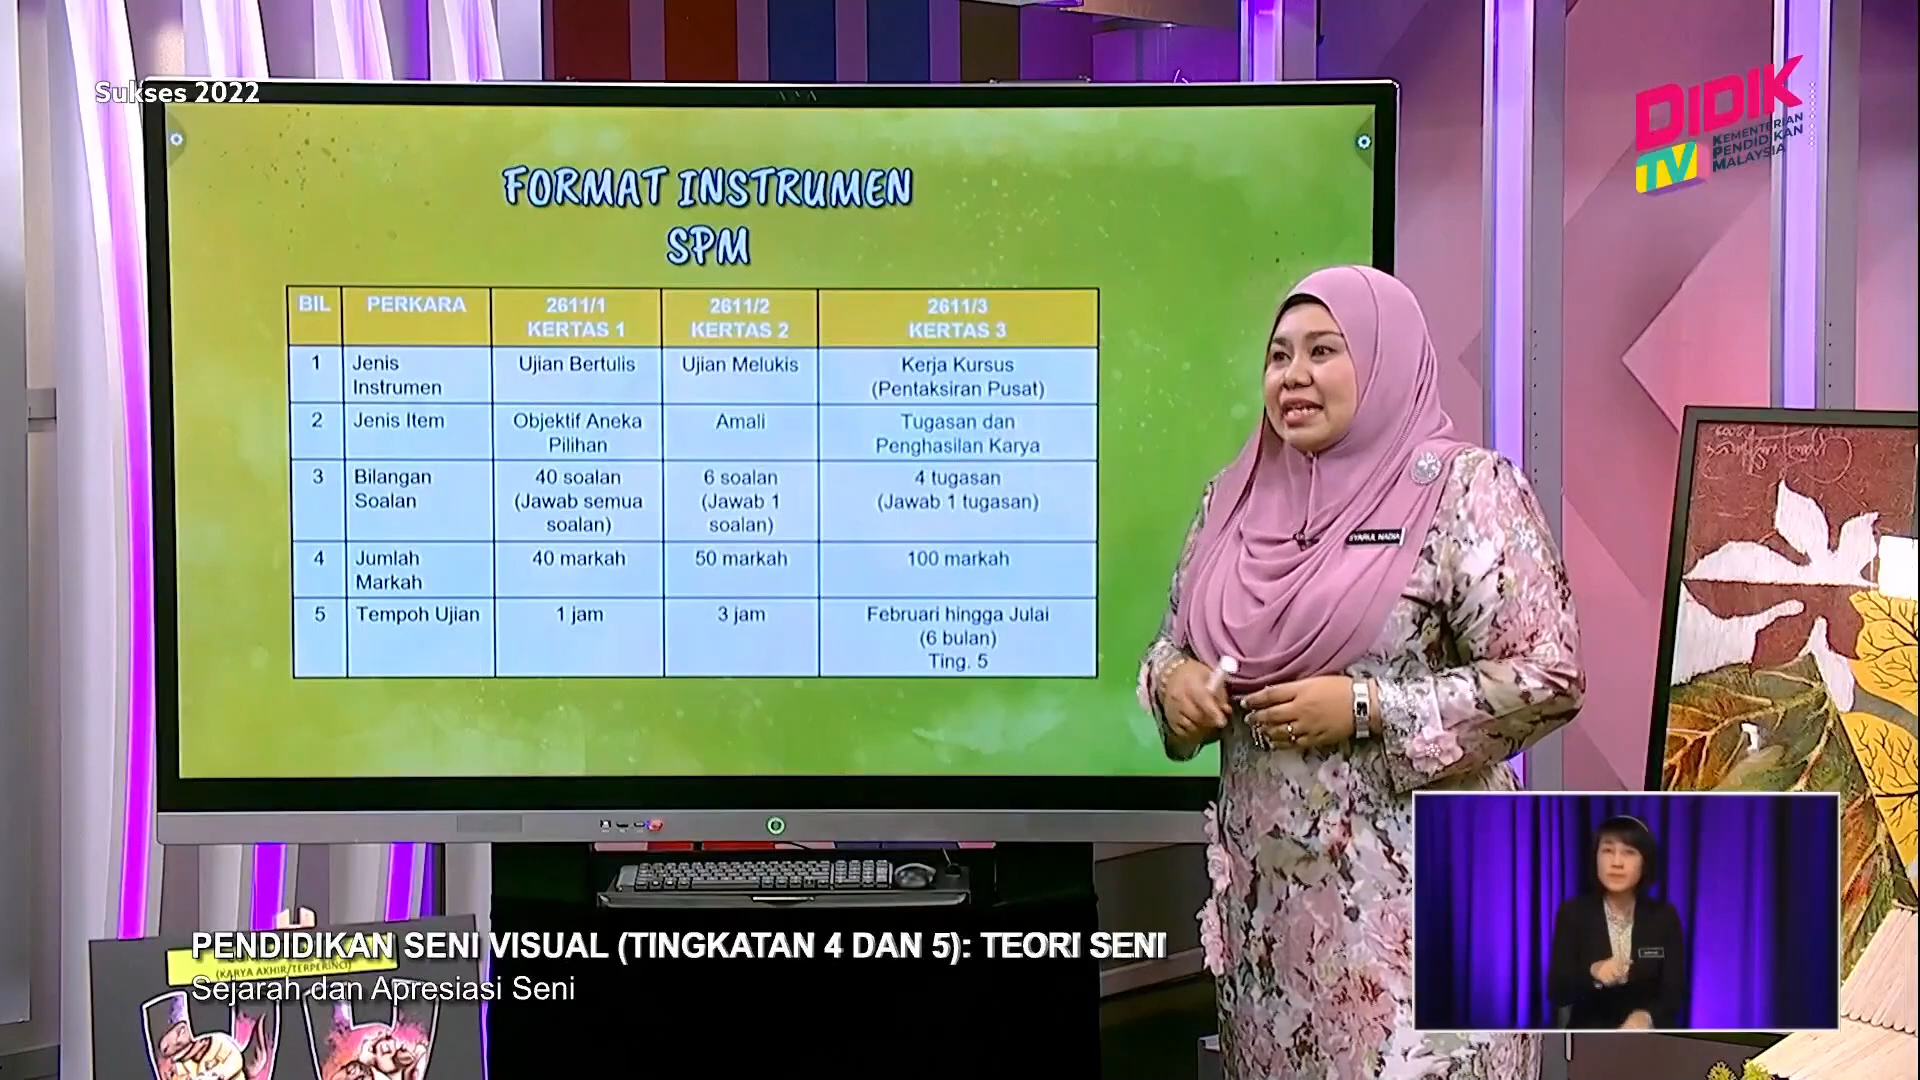 Sukses 2022
DIDIK
TV
KEMENTERIAN
PENDIDIKAN
MALAYSIA
FORMAT INSTRUMEN
SPM
BIL PERKARA 2611/1 KERTAS 1 2611/2 KERTAS 2 2611/3 KERTAS 3
1 Jenis Instrumen Ujian Bertulis Ujian Melukis Kerja Kursus (Pentaksiran Pusat)
2 Jenis Item Objektif Aneka Pilihan Amali Tugasan dan Penghasilan Karya
3 Bilangan Soalan 40 soalan (Jawab semua soalan) 6 soalan (Jawab 1 soalan) 4 tugasan (Jawab 1 tugasan)
4 Jumlah Markah 40 markah 50 markah 100 markah
5 Tempoh Ujian 1 jam 3 jam Februari hingga Julai (6 bulan) Ting. 5
SYARUL NADIA
PENDIDIKAN SENI VISUAL (TINGKATAN 4 DAN 5): TEORI SENI
(KARYA AKHIR/TERPERINCI)
Sejarah dan Apresiasi Seni